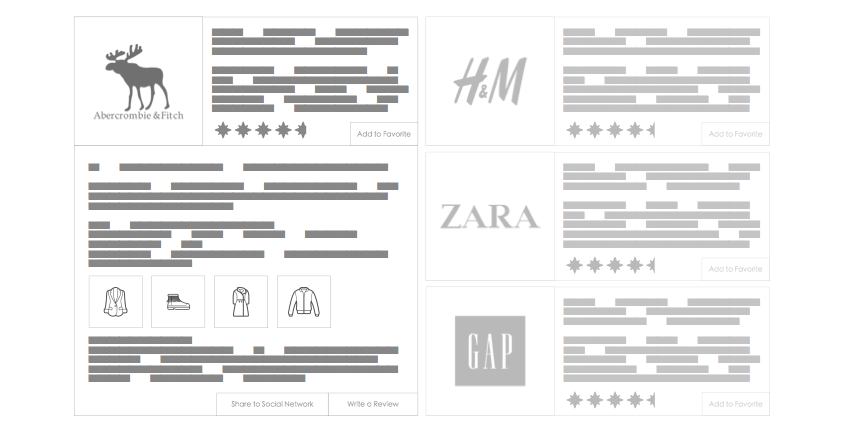 Abercrombie & Fitch
Add to Favorite
Share to Social Network
Write a Review
H&M
Add to Favorite
ZARA
Add to Favorite
GAP
Add to Favorite